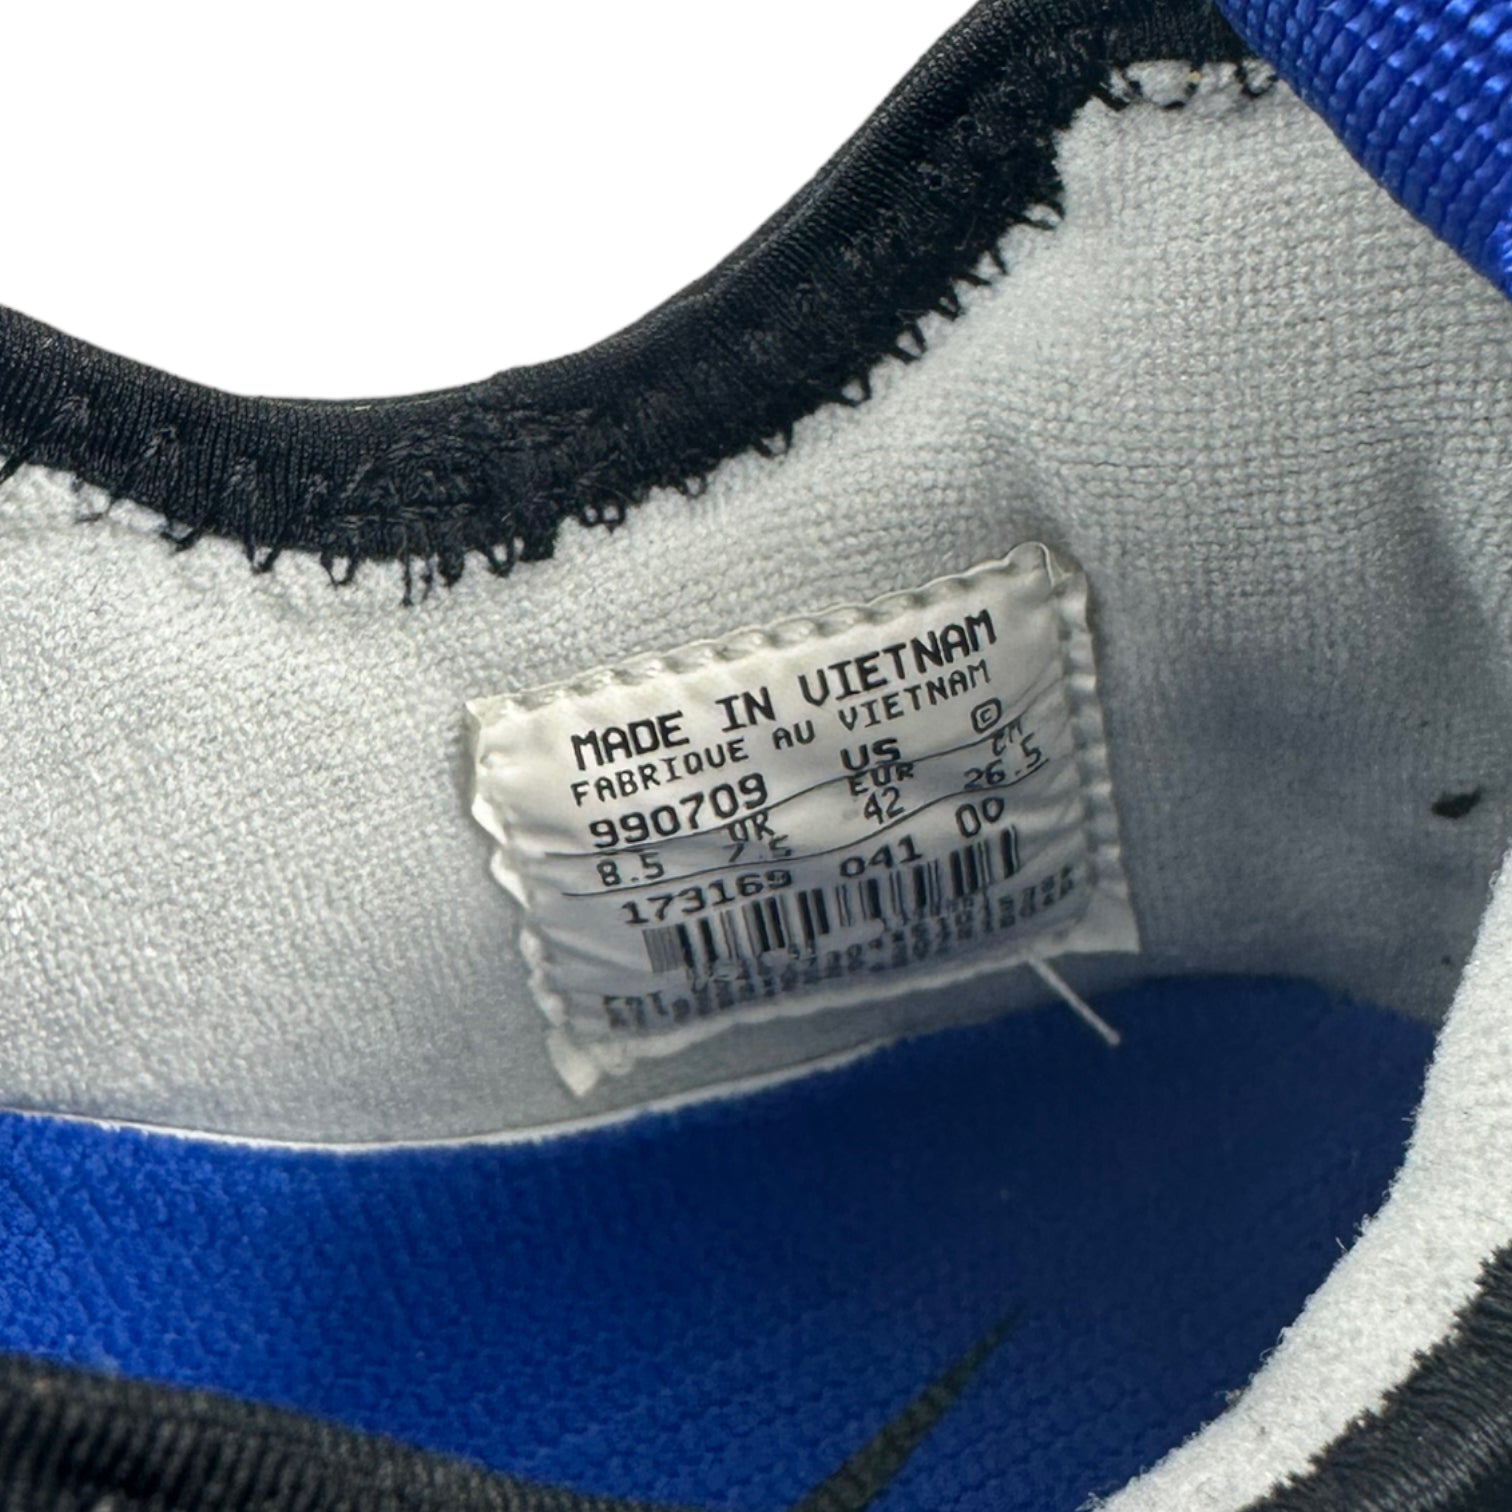 MADE IN VIETNAM
FABRIQUE AU VIETNAM
©
990709
US UK EUR CM
8.5 7.5 42 26.5
173169 041 00